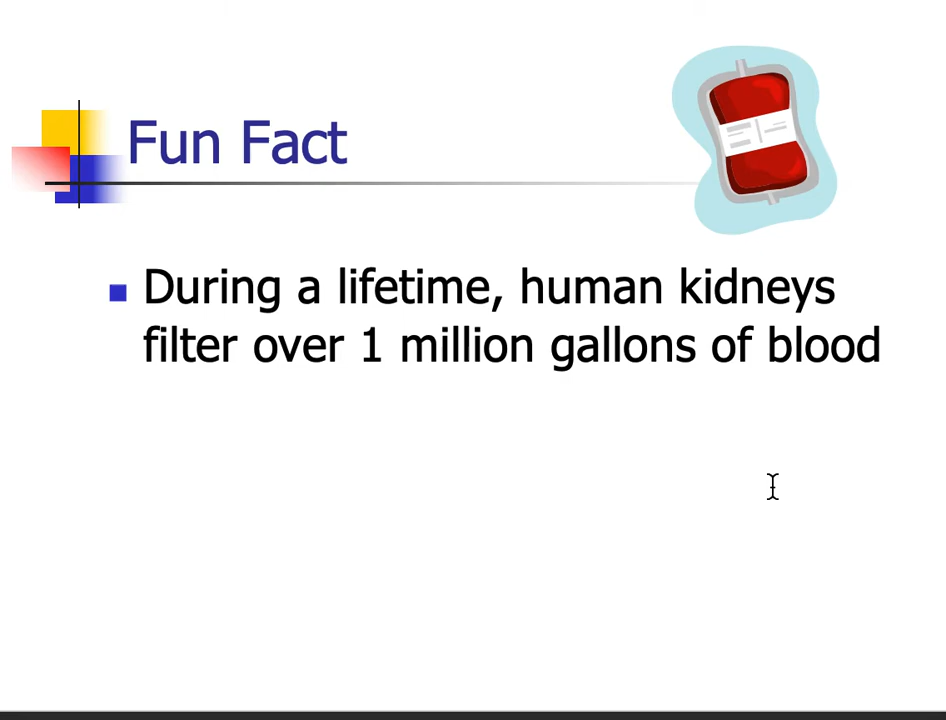 Fun Fact
During a lifetime, human kidneys
filter over 1 million gallons of blood